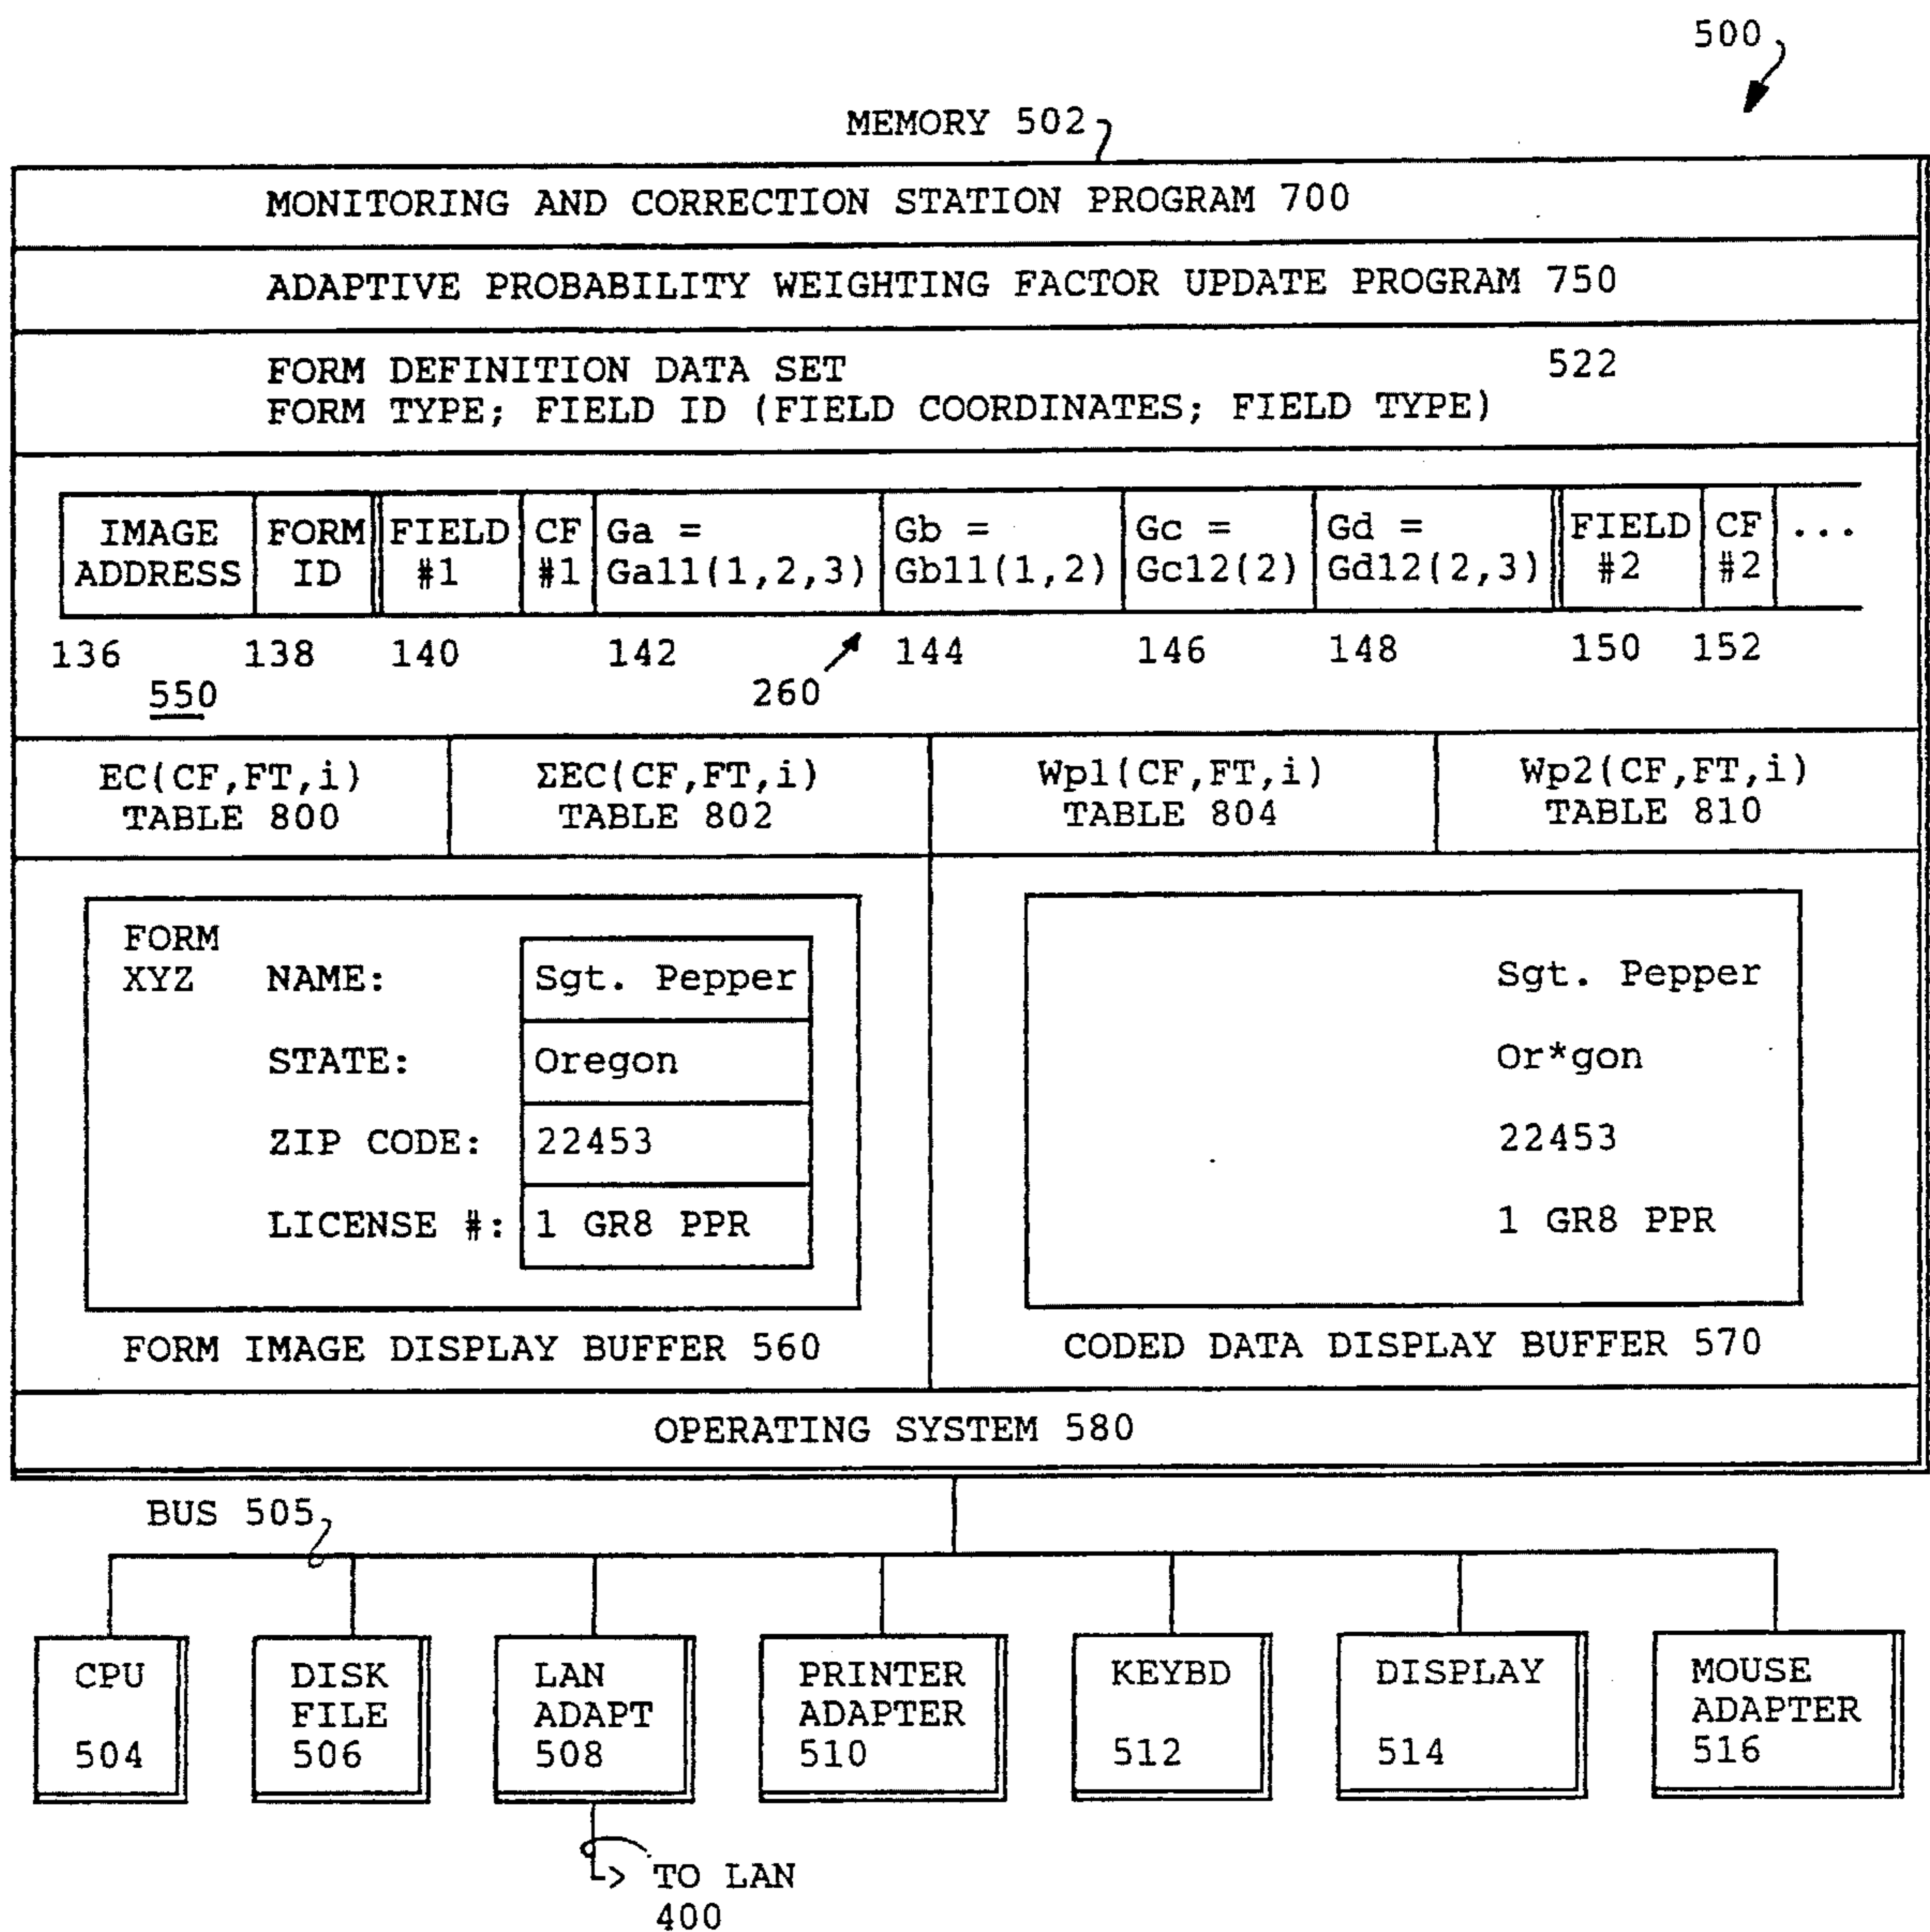 500
MEMORY 502
MONITORING AND CORRECTION STATION PROGRAM 700
ADAPTIVE PROBABILITY WEIGHTING FACTOR UPDATE PROGRAM 750
FORM DEFINITION DATA SET 522
FORM TYPE; FIELD ID (FIELD COORDINATES; FIELD TYPE)
IMAGE FORM FIELD CF Ga = Gb = Gc = Gd = FIELD CF ...
ADDRESS ID #1 #1 Ga11(1,2,3) Gb11(1,2) Gc12(2) Gd12(2,3) #2 #2
136 138 140 142 144 146 148 150 152
550 260
EC(CF,FT,i) ΣEC(CF,FT,i) Wp1(CF,FT,i) Wp2(CF,FT,i)
TABLE 800 TABLE 802 TABLE 804 TABLE 810
FORM
XYZ NAME: Sgt. Pepper
STATE: Oregon
ZIP CODE: 22453
LICENSE #: 1 GR8 PPR
FORM IMAGE DISPLAY BUFFER 560
Sgt. Pepper
Or*gon
22453
1 GR8 PPR
CODED DATA DISPLAY BUFFER 570
OPERATING SYSTEM 580
BUS 505
CPU
504
DISK
FILE
506
LAN
ADAPT
508
PRINTER
ADAPTER
510
KEYBD
512
DISPLAY
514
MOUSE
ADAPTER
516
TO LAN
400